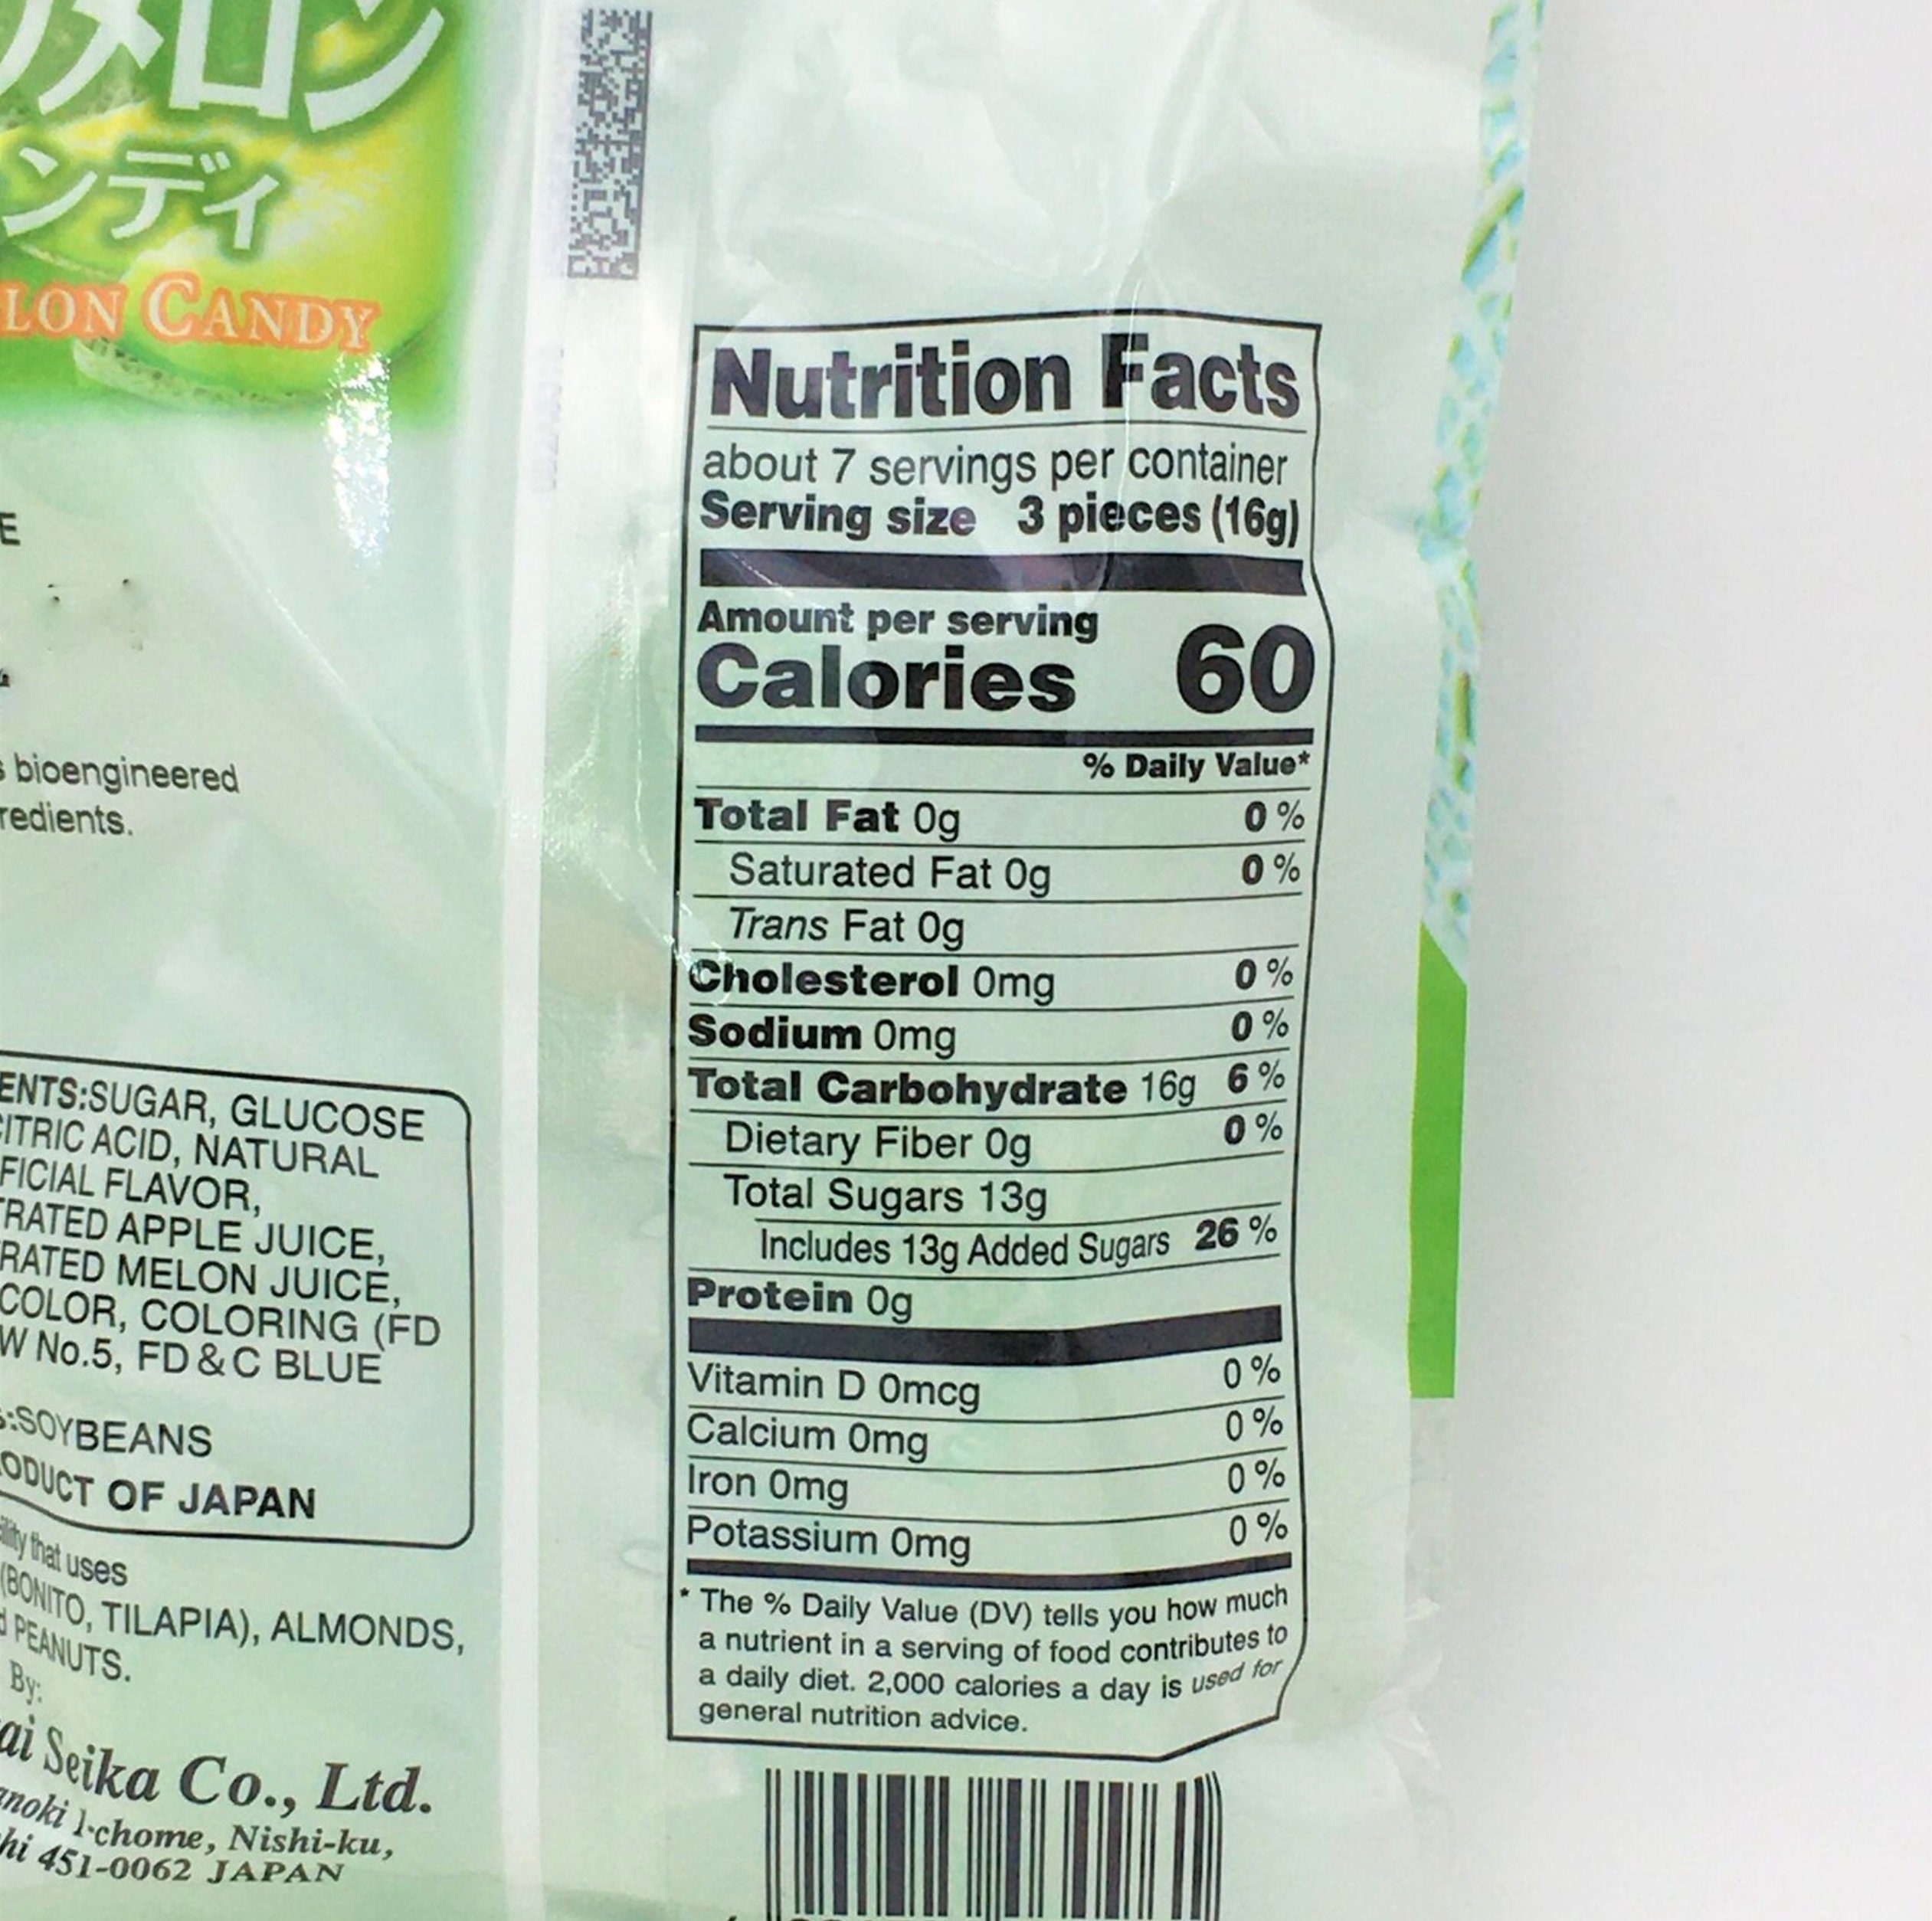 メロン
ンディ
LON CANDY
E
bioengineered
redients.
ENTS:SUGAR, GLUCOSE
CITRIC ACID, NATURAL
FICIAL FLAVOR,
RATED APPLE JUICE,
RATED MELON JUICE,
COLOR, COLORING (FD
W No.5, FD&C BLUE
:SOYBEANS
ODUCT OF JAPAN
ility that uses
(BONITO, TILAPIA), ALMONDS,
PEANUTS.
By:
ai Seika Co., Ltd.
noki 1-chome, Nishi-ku,
hi 451-0062 JAPAN
Nutrition Facts
about 7 servings per container
Serving size 3 pieces (16g)
Amount per serving
Calories 60
% Daily Value*
Total Fat 0g 0%
Saturated Fat 0g 0%
Trans Fat 0g
Cholesterol 0mg 0%
Sodium 0mg 0%
Total Carbohydrate 16g 6%
Dietary Fiber 0g 0%
Total Sugars 13g
Includes 13g Added Sugars 26%
Protein 0g
Vitamin D 0mcg 0%
Calcium 0mg 0%
Iron 0mg 0%
Potassium 0mg 0%
* The % Daily Value (DV) tells you how much
a nutrient in a serving of food contributes to
a daily diet. 2,000 calories a day is used for
general nutrition advice.